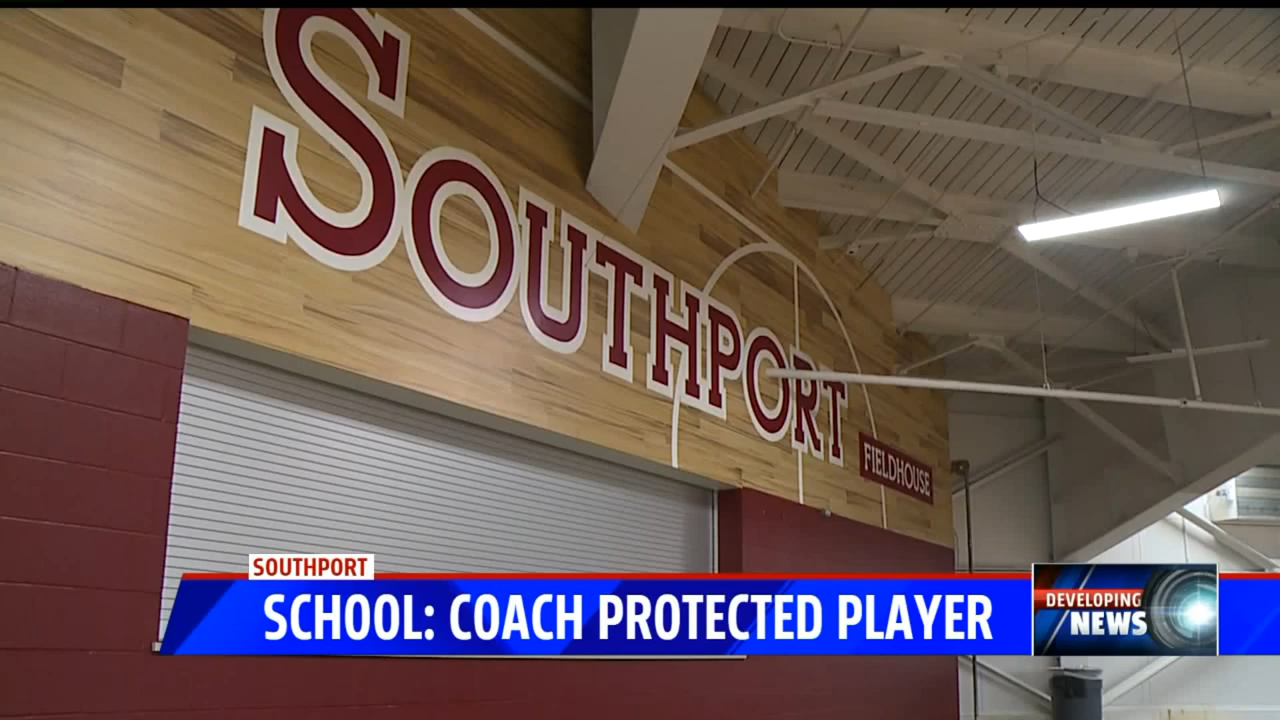 SOUTHPORT
FIELDHOUSE
SOUTHPORT
SCHOOL: COACH PROTECTED PLAYER
DEVELOPING
NEWS